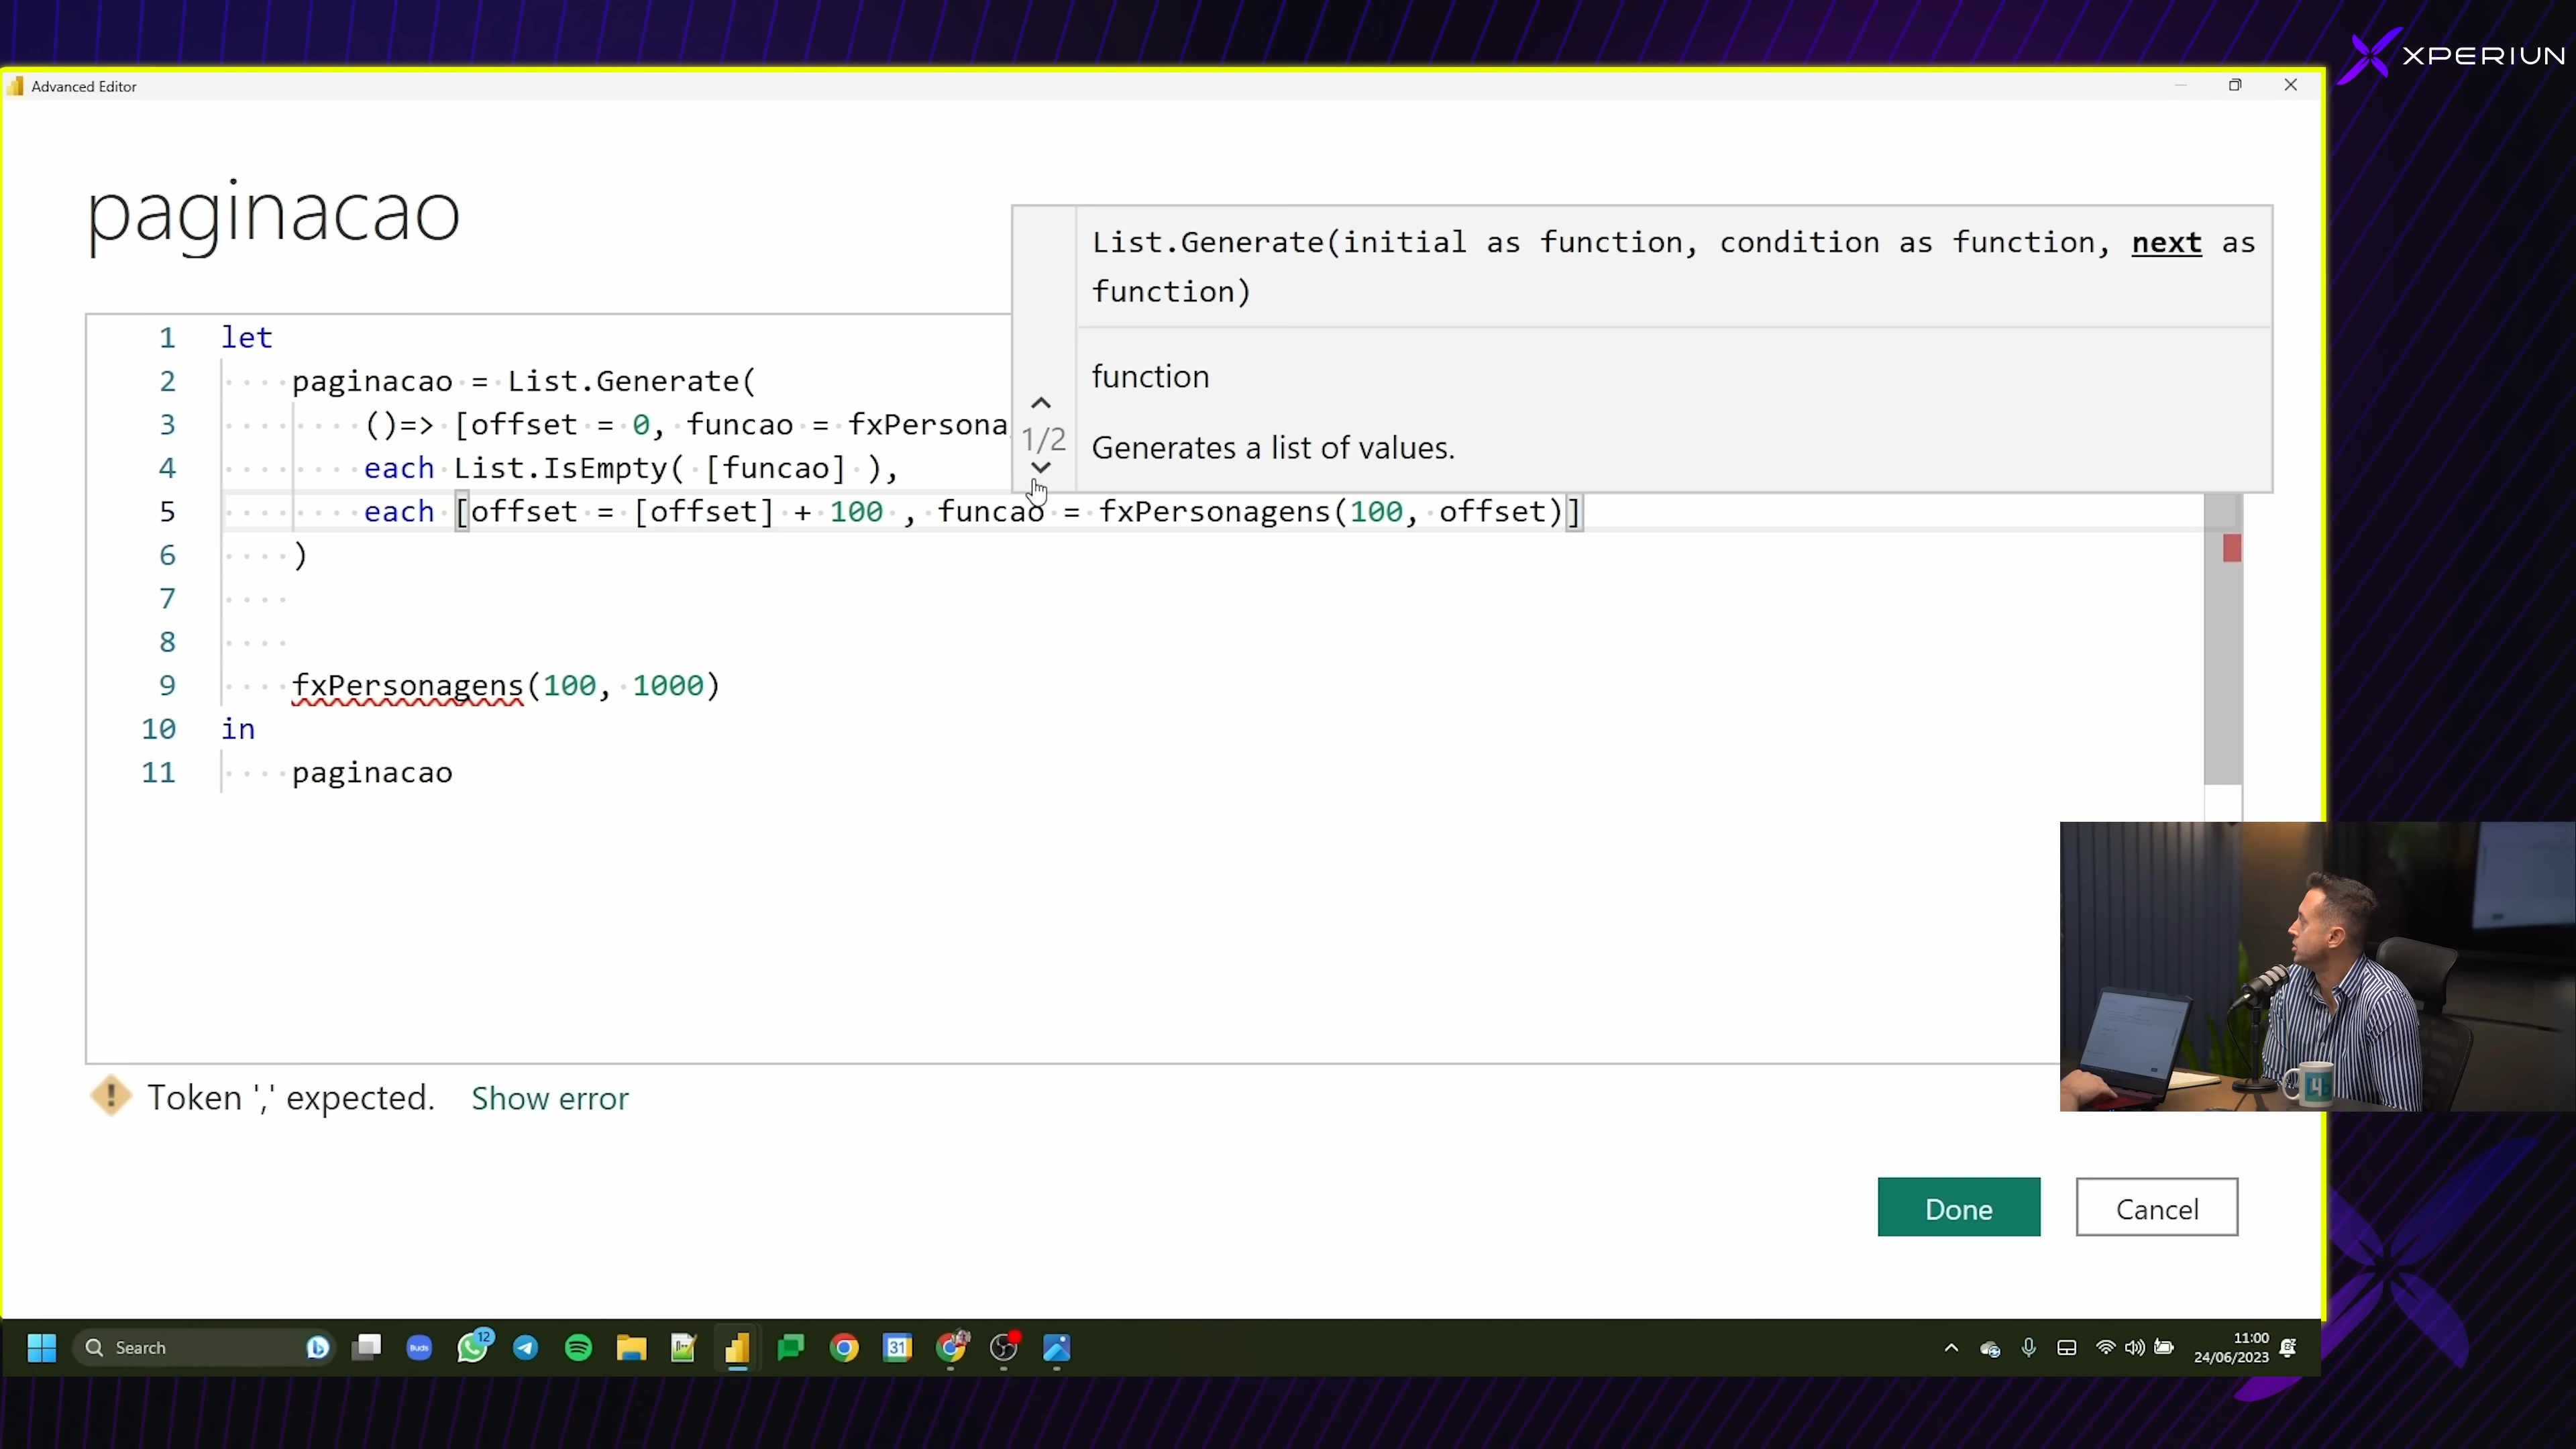 XPERIUN
Advanced Editor
paginacao
List.Generate(initial as function, condition as function, next as
function)
function
1/2
Generates a list of values.
1 let
2 paginacao = List.Generate(
3 ()=> [offset = 0, funcao = fxPersona
4 each List.IsEmpty( [funcao] ),
5 each [offset = [offset] + 100 , funcao = fxPersonagens(100, offset)]
6 )
7
8
9 fxPersonagens(100, 1000)
10 in
11 paginacao
Token ',' expected. Show error
Done Cancel
Search
Buds
12
31
11:00
24/06/2023